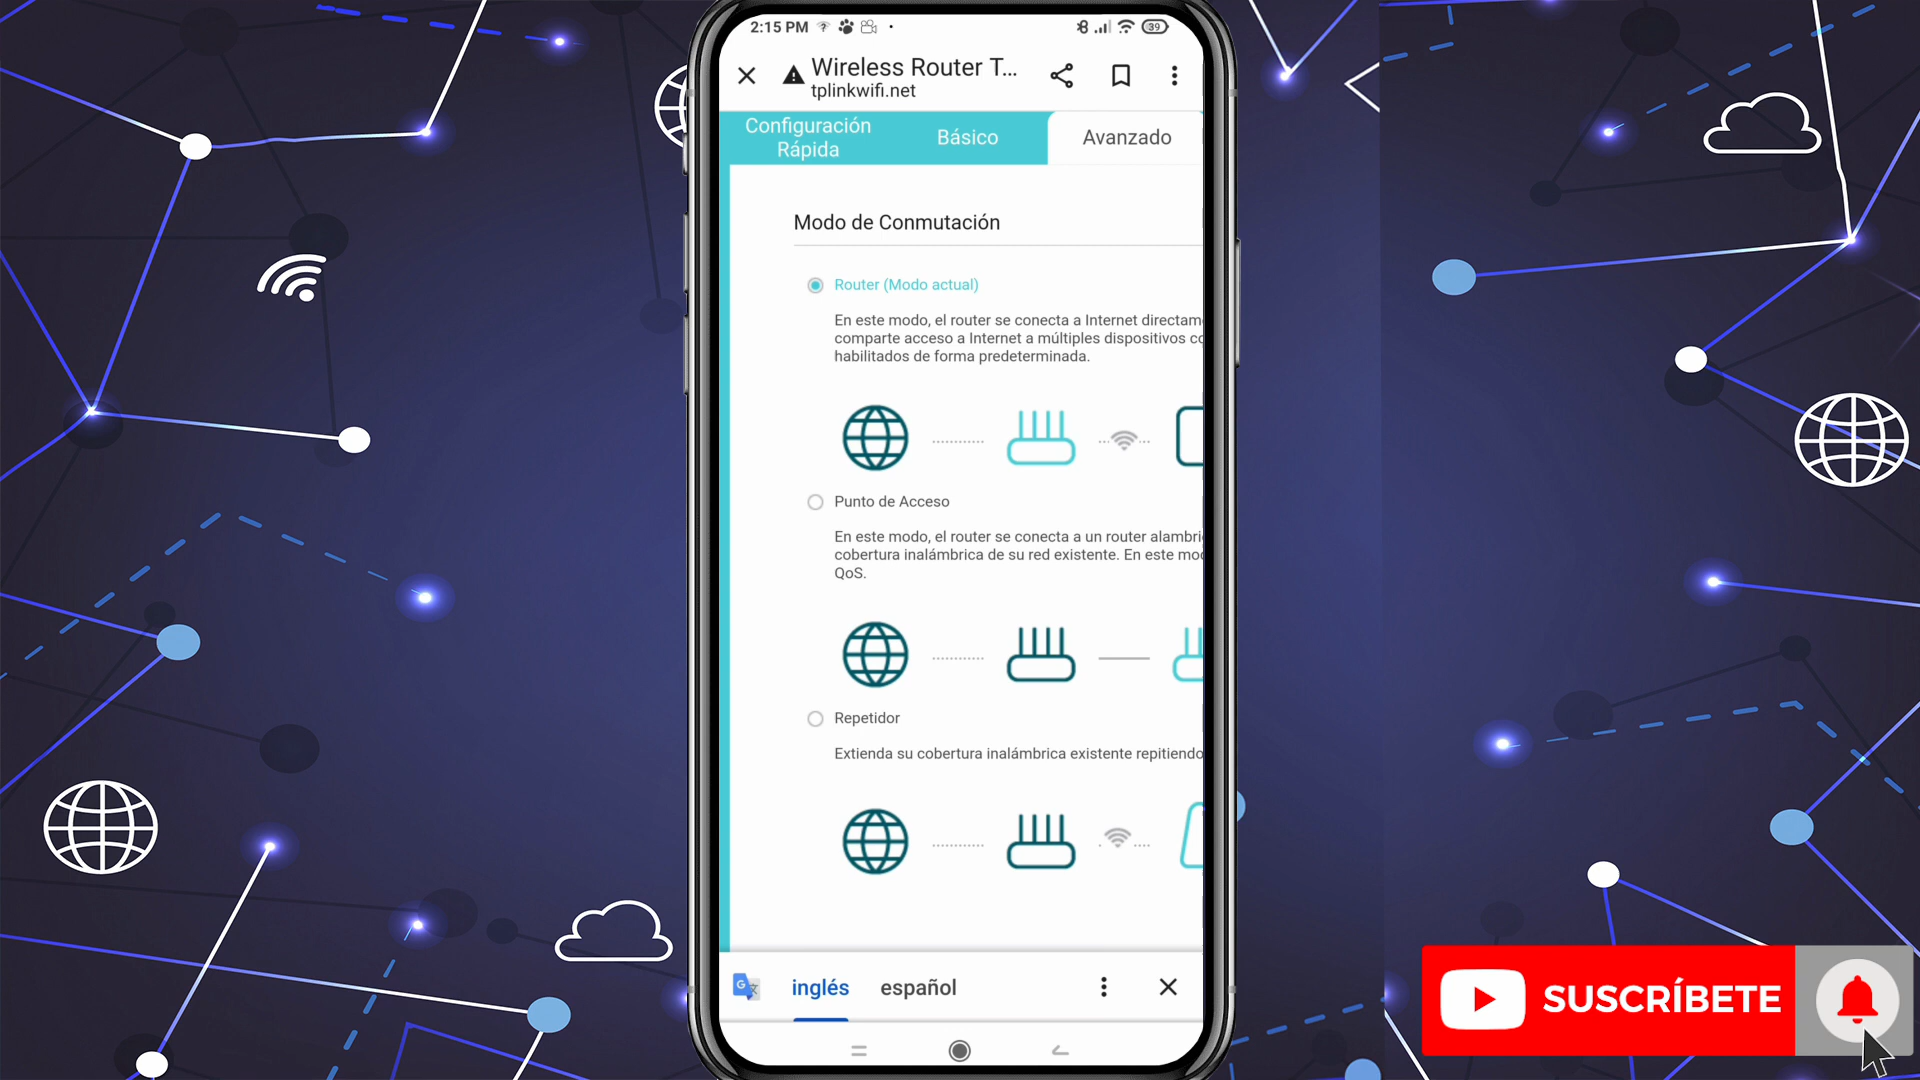 2:15 PM
39
Wireless Router T...
tplinkwifi.net
Configuración
Rápida
Básico
Avanzado
Modo de Conmutación
Router (Modo actual)
En este modo, el router se conecta a Internet directam
comparte acceso a Internet a múltiples dispositivos co
habilitados de forma predeterminada.
Punto de Acceso
En este modo, el router se conecta a un router alambri
cobertura inalámbrica de su red existente. En este mo
QoS.
Repetidor
Extienda su cobertura inalámbrica existente repitiendo
G
inglés
español
SUSCRÍBETE